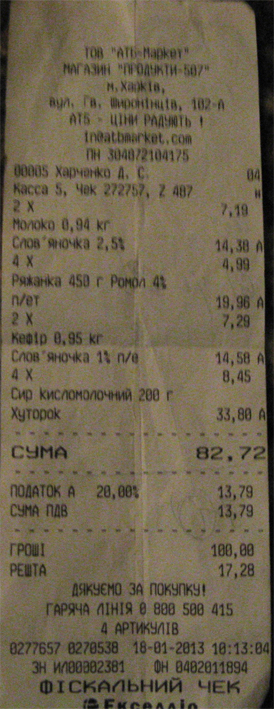 ТОВ "АТБ-Маркет"
МАГАЗИН "ПРОДУКТИ-507"
м.Харків,
вул. Гв. Широнінців, 102-А
АТБ - ЦІНИ РАДУЮТЬ !
in@atbmarket.com
ПН 304872104175
00005 Харченко Д. С. 04
Каса 5, Чек 272757, Z 487 и
2 X 7,19
Молоко 0,94 кг
Слов'яночка 2,5% 14,38 А
4 X 4,99
Ряжанка 450 г Ромол 4%
п/ет 19,96 А
2 X 7,29
Кефір 0,95 кг
Слов'яночка 1% п/е 14,58 А
4 X 8,45
Сир кисломолочний 200 г
Хуторок 33,80 А
СУМА 82,72
ПОДАТОК А 20,00% 13,79
СУМА ПДВ 13,79
ГРОШІ 100,00
РЕШТА 17,28
ДЯКУЄМО ЗА ПОКУПКУ!
ГАРЯЧА ЛІНІЯ 0 800 500 415
4 АРТИКУЛІВ
0277657 0270538 18-01-2013 10:13:04
ЗН ИЛ00002381 ФН 0402011894
ФІСКАЛЬНИЙ ЧЕК
Екселліо